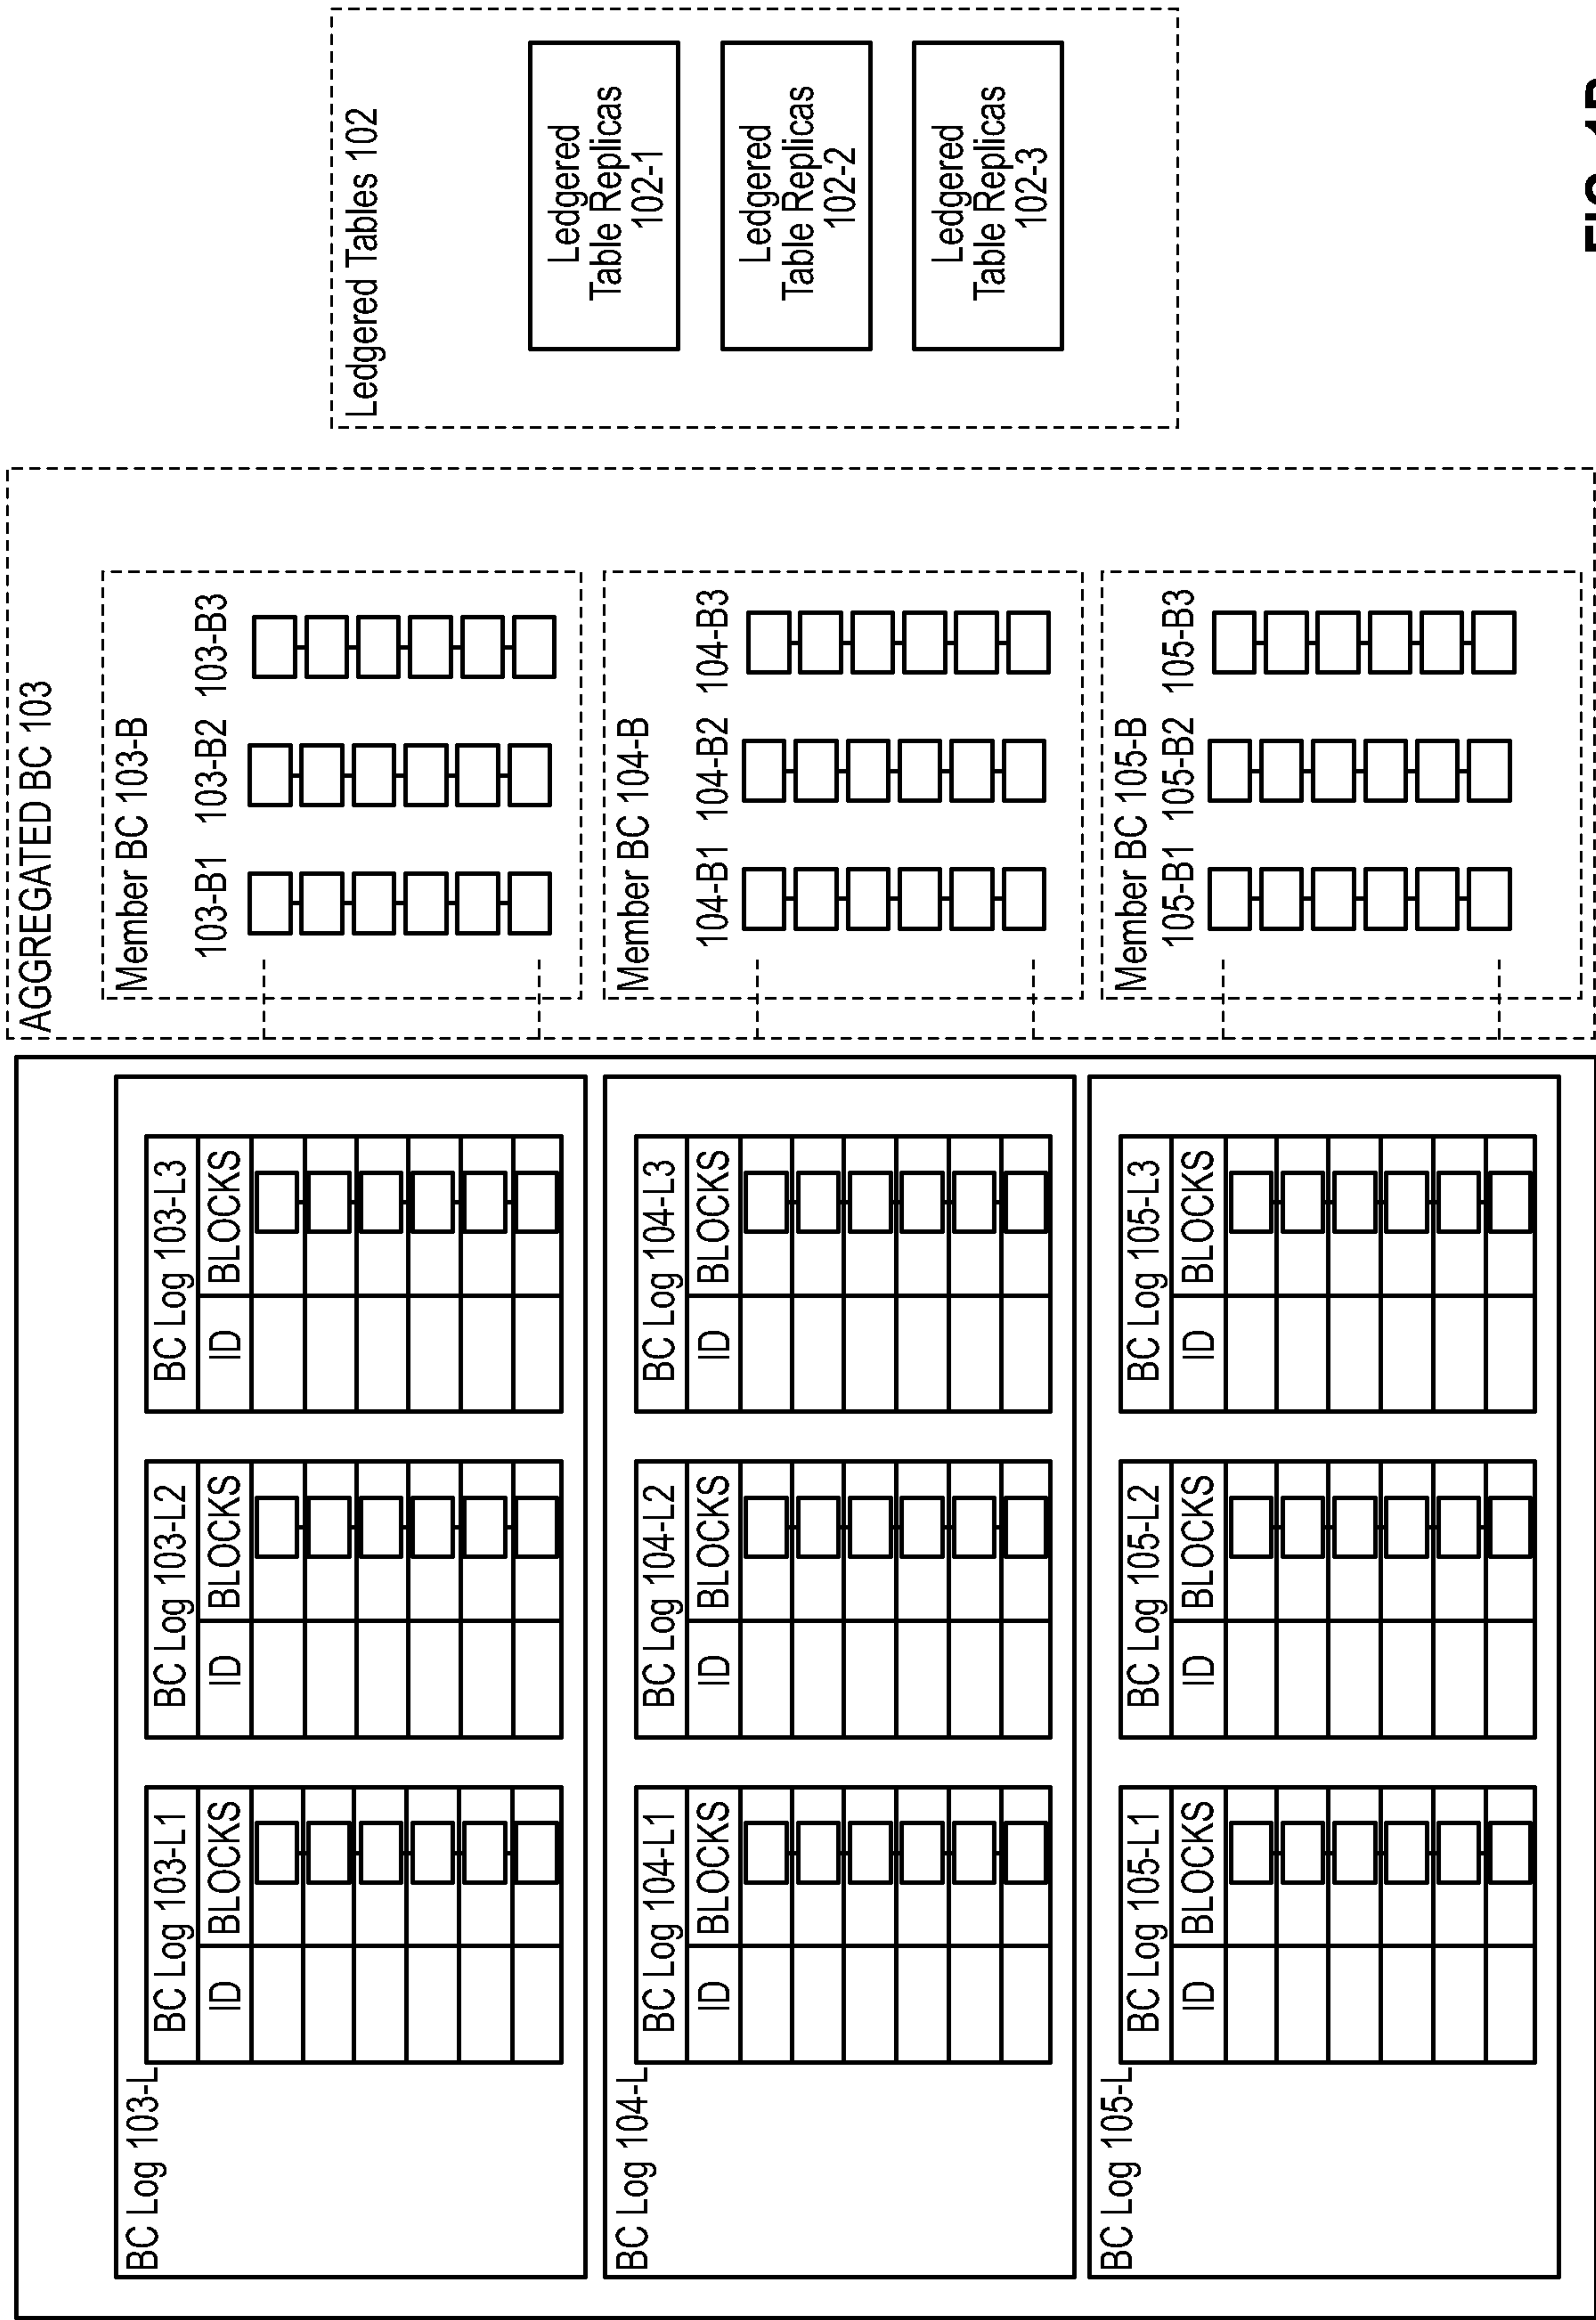 BC Log 103-L
BC Log 103-L1
ID BLOCKS
BC Log 103-L2
ID BLOCKS
BC Log 103-L3
ID BLOCKS
BC Log 104-L
BC Log 104-L1
ID BLOCKS
BC Log 104-L2
ID BLOCKS
BC Log 104-L3
ID BLOCKS
BC Log 105-L
BC Log 105-L1
ID BLOCKS
BC Log 105-L2
ID BLOCKS
BC Log 105-L3
ID BLOCKS
AGGREGATED BC 103
Member BC 103-B
103-B1 103-B2 103-B3
Member BC 104-B
104-B1 104-B2 104-B3
Member BC 105-B
105-B1 105-B2 105-B3
Ledgered Tables 102
Ledgered
Table Replicas
102-1
Ledgered
Table Replicas
102-2
Ledgered
Table Replicas
102-3